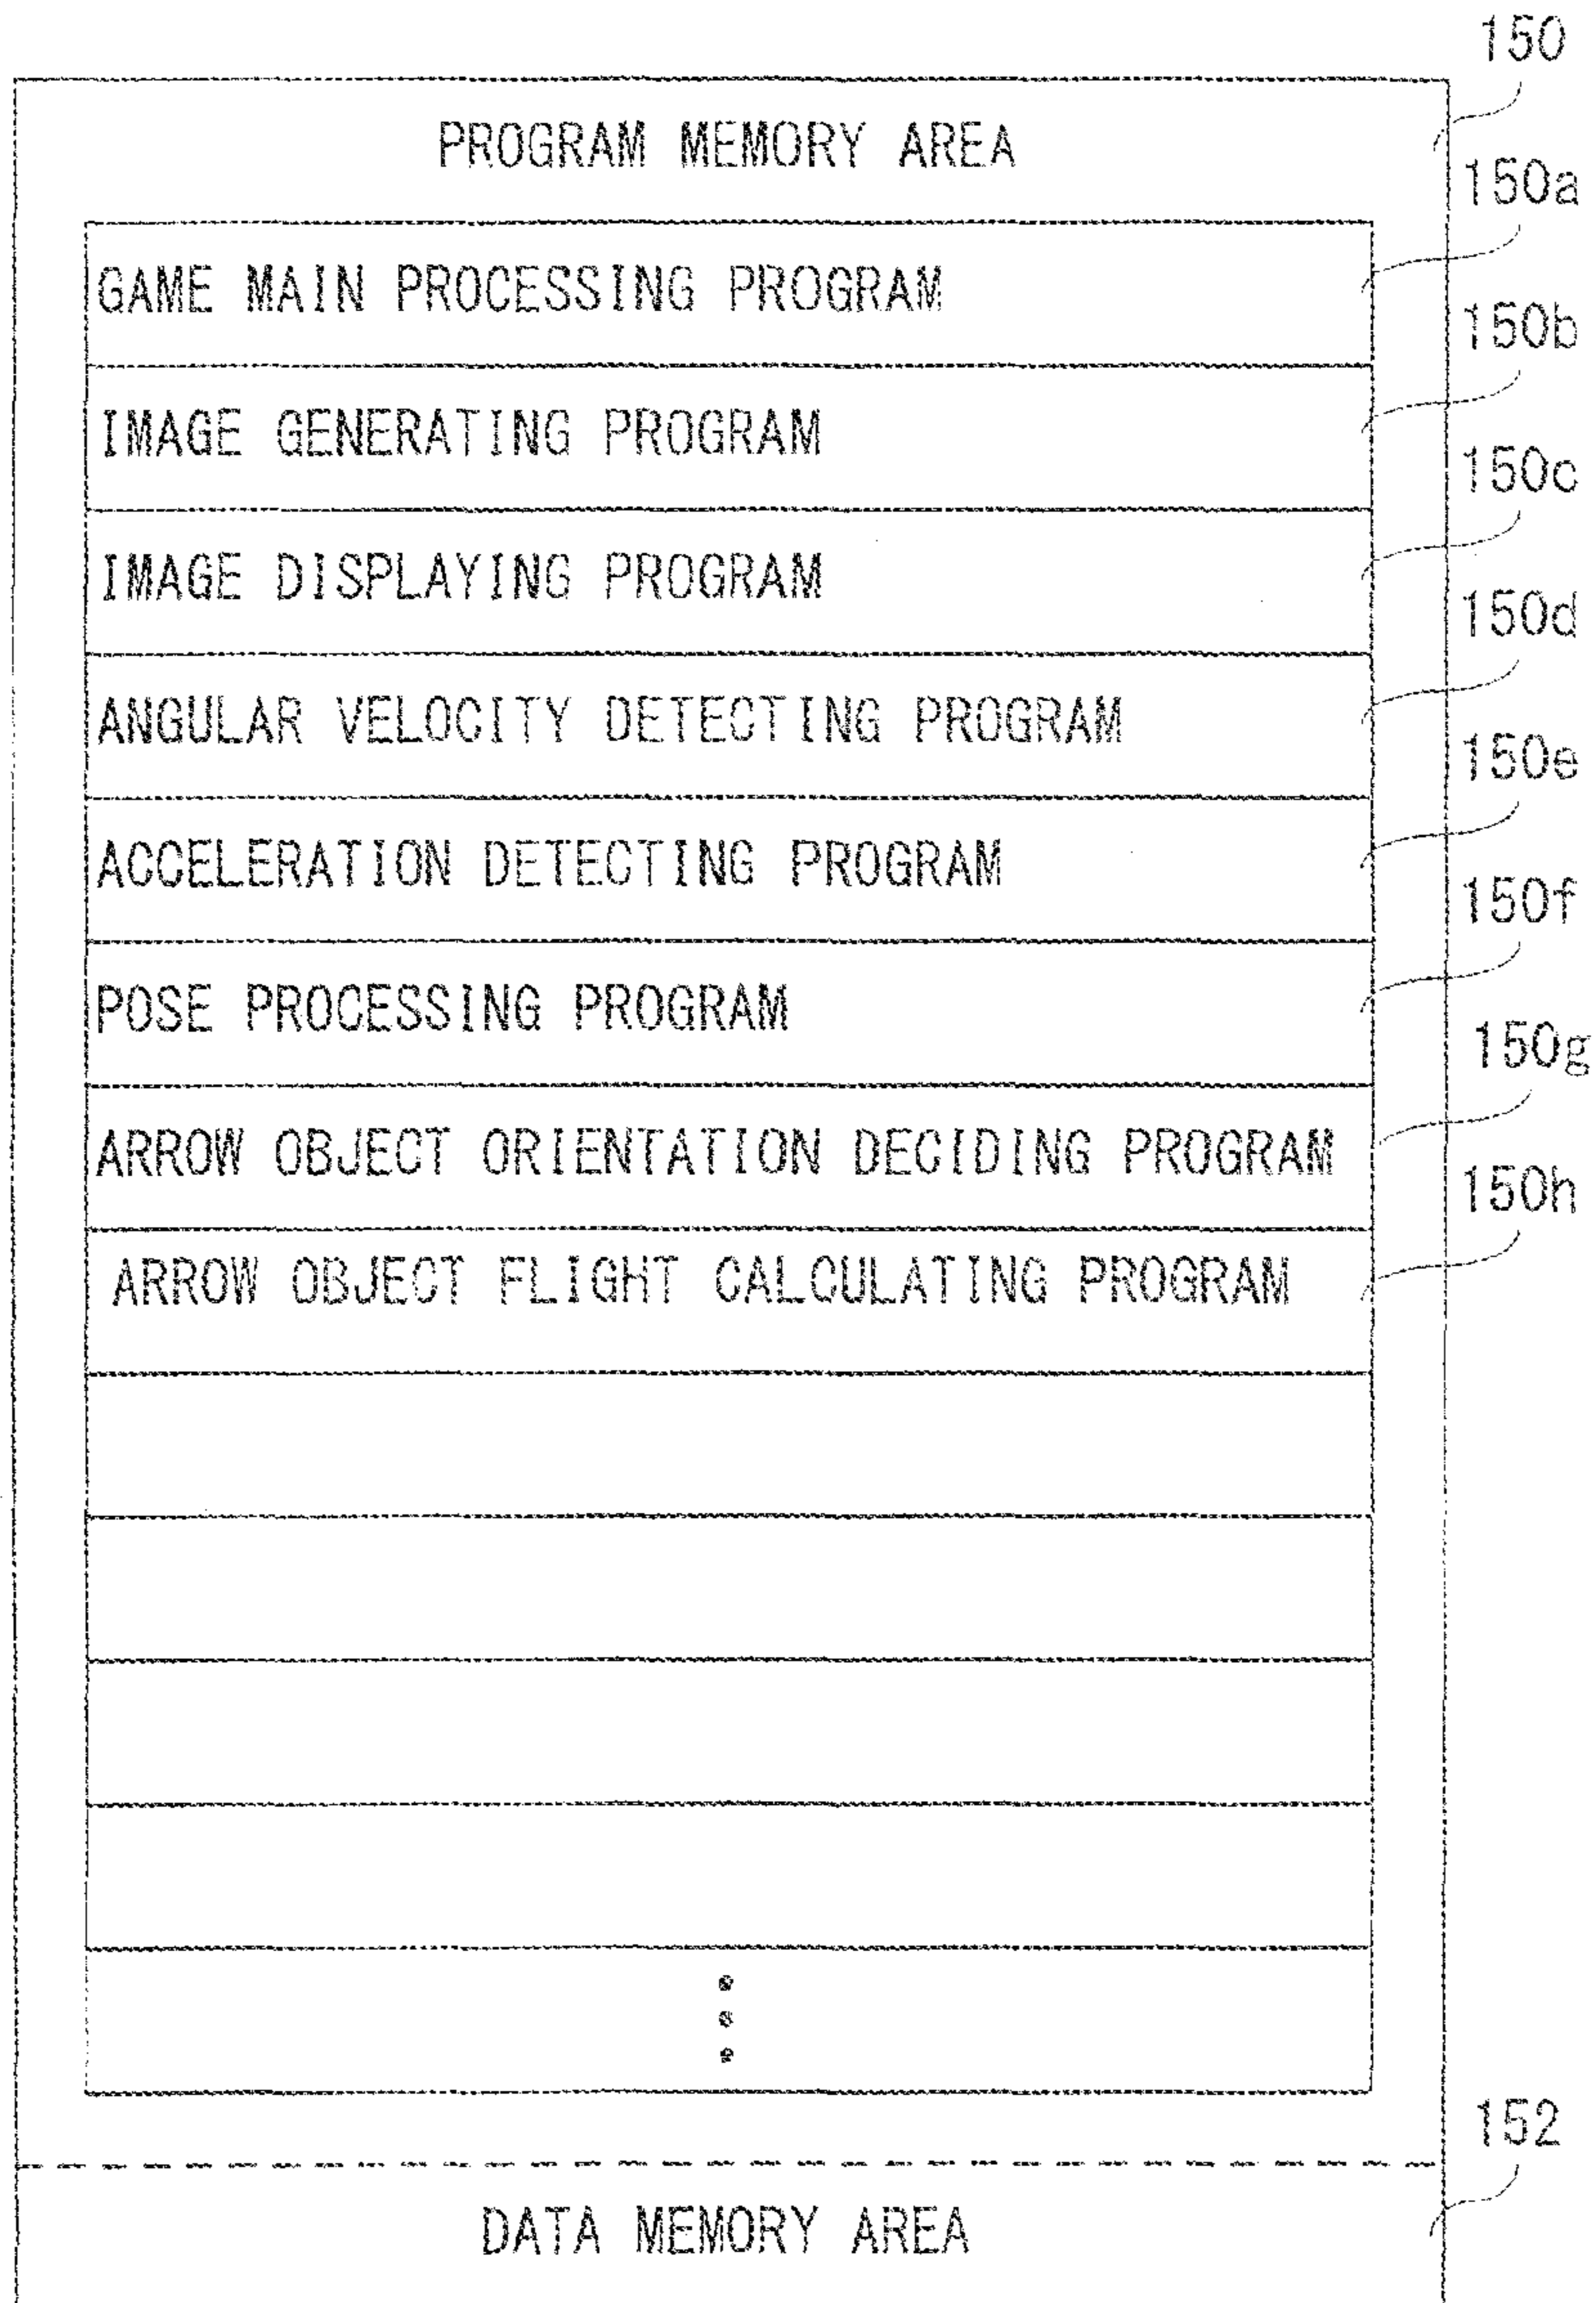 150
PROGRAM MEMORY AREA
150a
GAME MAIN PROCESSING PROGRAM
150b
IMAGE GENERATING PROGRAM
150c
IMAGE DISPLAYING PROGRAM
150d
ANGULAR VELOCITY DETECTING PROGRAM
150e
ACCELERATION DETECTING PROGRAM
150f
POSE PROCESSING PROGRAM
150g
ARROW OBJECT ORIENTATION DECIDING PROGRAM
150h
ARROW OBJECT FLIGHT CALCULATING PROGRAM
152
DATA MEMORY AREA